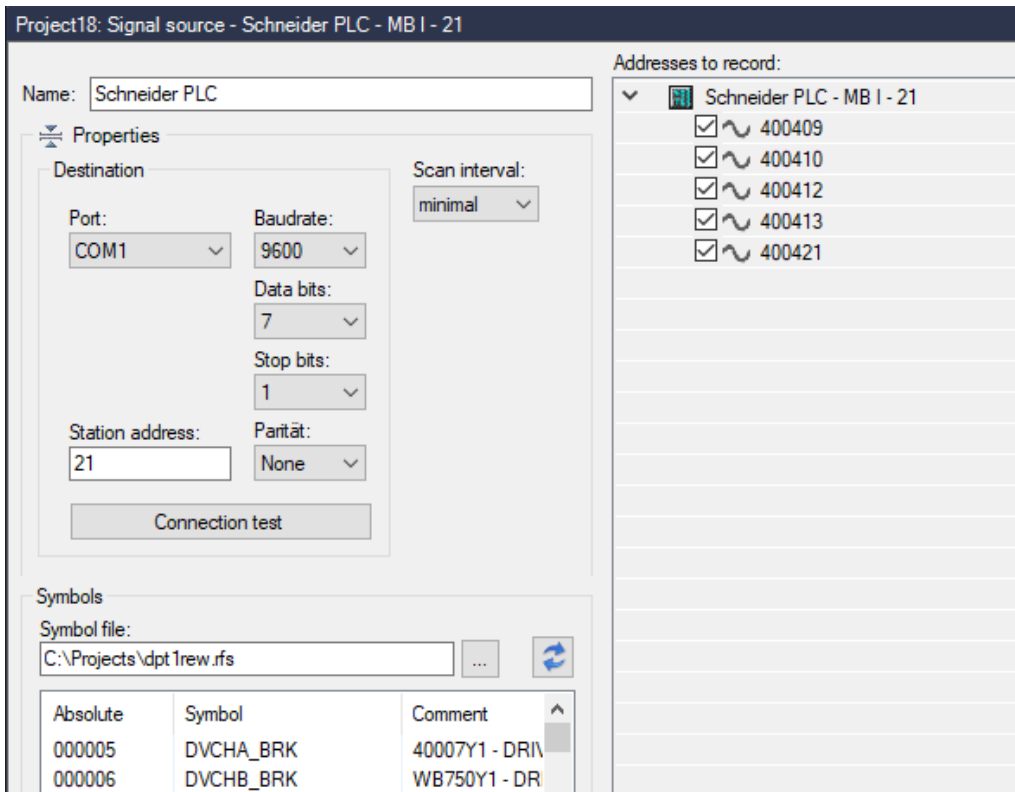 Project18: Signal source - Schneider PLC - MB I - 21
Name: Schneider PLC
Properties
Destination
Port:
COM1
Baudrate:
9600
Data bits:
7
Stop bits:
1
Station address:
21
Parität:
None
Connection test
Scan interval:
minimal
Symbols
Symbol file:
C:\Projects\dpt1rew.rfs
...
Absolute Symbol Comment
000005 DVCHA_BRK 40007Y1 - DRIV
000006 DVCHB_BRK WB750Y1 - DRI
Addresses to record:
Schneider PLC - MB I - 21
400409
400410
400412
400413
400421